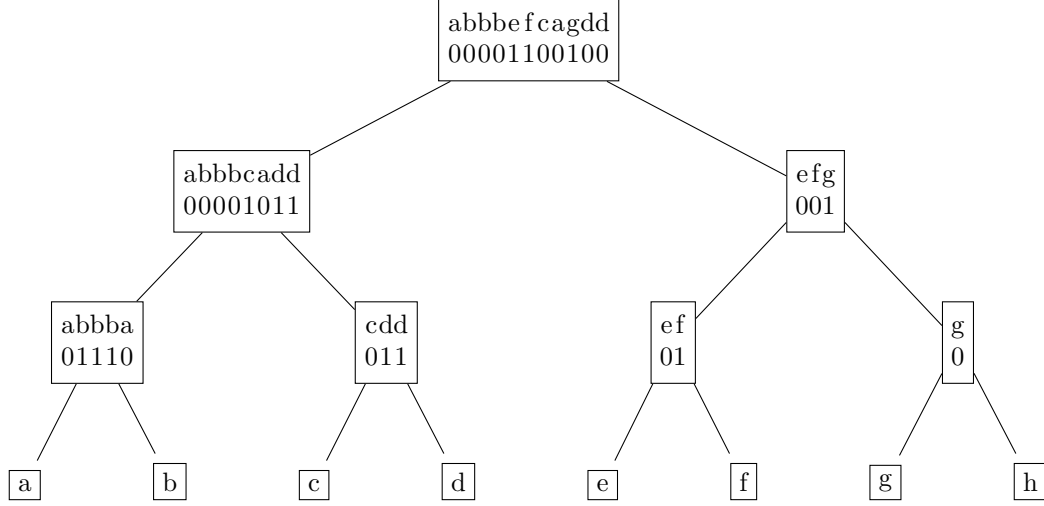 abbbefcagdd
00001100100
abbbcadd
00001011
efg
001
abbba
01110
cdd
011
ef
01
g
0
a
b
c
d
e
f
g
h